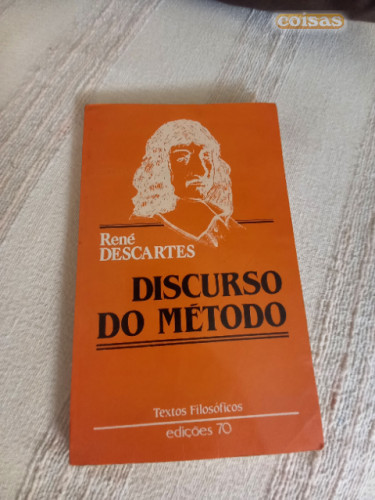 coisas
René
DESCARTES
DISCURSO
DO MÉTODO
Textos Filosóficos
edições 70